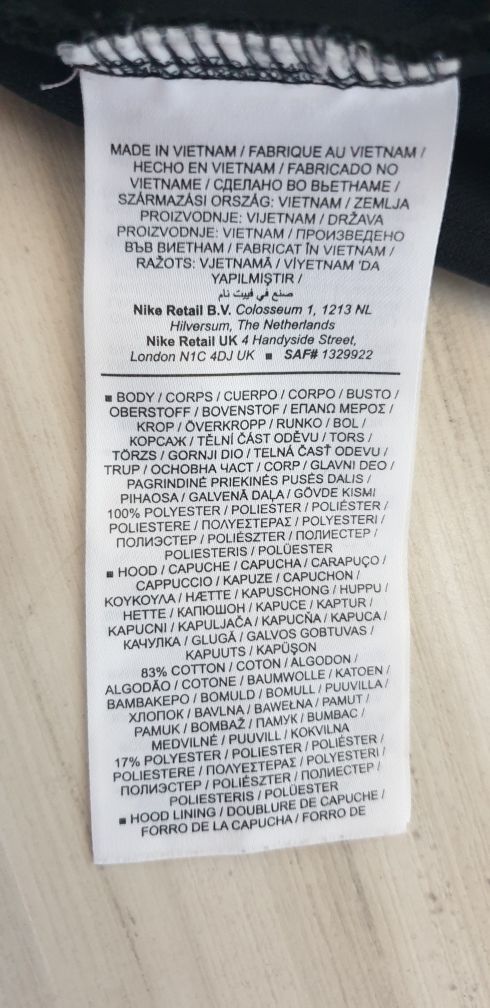 MADE IN VIETNAM / FABRIQUE AU VIETNAM /
HECHO EN VIETNAM / FABRICADO NO
VIETNAME / СДЕЛАНО ВО ВЬЕТНАМЕ /
SZÁRMAZÁSI ORSZÁG: VIETNAM / ZEMLJA
PROIZVODNJE: VIJETNAM / DRŽAVA
PROIZVODNJE: VIETNAM / ПРОИЗВЕДЕНО
ВЪВ ВИЕТНАМ / FABRICAT ÎN VIETNAM /
RAŽOTS: VJETNAMĀ / VİYETNAM 'DA
YAPILMIŞTIR /
صنع في فييت نام
Nike Retail B.V. Colosseum 1, 1213 NL
Hilversum, The Netherlands
Nike Retail UK 4 Handyside Street,
London N1C 4DJ UK ■ SAF# 1329922
■ BODY / CORPS / CUERPO / CORPO / BUSTO /
OBERSTOFF / BOVENSTOF / ΕΠΑΝΩ ΜΕΡΟΣ /
KROP / ÖVERKROPP / RUNKO / BOL /
КОРСАЖ / TĚLNÍ ČÁST ODĚVU / TORS /
TÖRZS / GORNJI DIO / TELNÁ ČASŤ ODEVU /
TRUP / ОСНОВНА ЧАСТ / CORP / GLAVNI DEO /
PAGRINDINĖ PRIEKINĖS PUSĖS DALIS /
PIHAOSA / GALVENĀ DAĻA / GÖVDE KISMI
100% POLYESTER / POLIESTER / POLIÉSTER /
POLIESTERE / ΠΟΛΥΕΣΤΕΡΑΣ / POLYESTERI /
ПОЛИЭСТЕР / POLIÉSZTER / ПОЛИЕСТЕР /
POLIESTERIS / POLÜESTER
■ HOOD / CAPUCHE / CAPUCHA / CARAPUÇO /
CAPPUCCIO / KAPUZE / CAPUCHON /
ΚΟΥΚΟΥΛΑ / HÆTTE / KAPUSCHONG / HUPPU /
HETTE / КАПЮШОН / KAPUCE / KAPTUR /
KAPUCNI / KAPULJAČA / KAPUCŇA / KAPUCA /
КАЧУЛКА / GLUGĂ / GALVOS GOBTUVAS /
KAPUUTS / KAPÜŞON
83% COTTON / COTON / ALGODON /
ALGODÃO / COTONE / BAUMWOLLE / KATOEN /
ΒΑΜΒΑΚΕΡΟ / BOMULD / BOMULL / PUUVILLA /
ХЛОПОК / BAVLNA / BAWEŁNA / PAMUT /
PAMUK / BOMBAŽ / ПАМУК / BUMBAC /
MEDVILNĖ / PUUVILL / KOKVILNA
17% POLYESTER / POLIESTER / POLIÉSTER /
POLIESTERE / ΠΟΛΥΕΣΤΕΡΑΣ / POLYESTERI /
ПОЛИЭСТЕР / POLIÉSZTER / ПОЛИЕСТЕР /
POLIESTERIS / POLÜESTER
■ HOOD LINING / DOUBLURE DE CAPUCHE /
FORRO DE LA CAPUCHA / FORRO DE